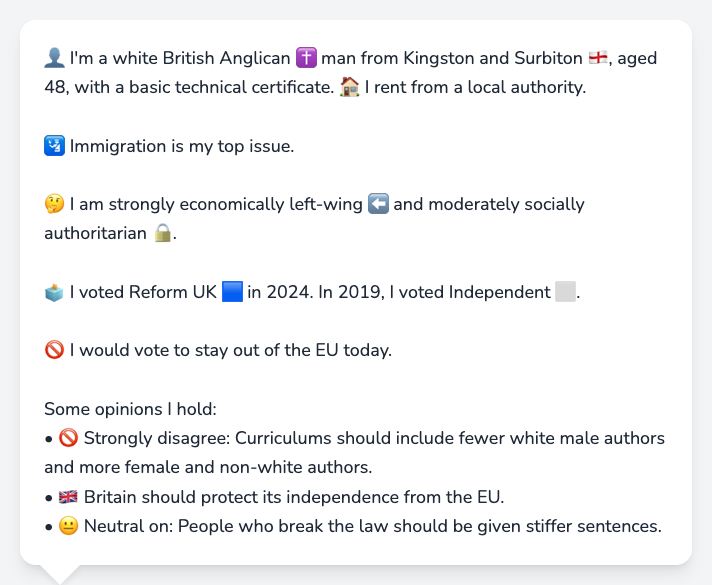 👤 I'm a white British Anglican ✝️ man from Kingston and Surbiton 🏴󠁧󠁢󠁥󠁮󠁧󠁿, aged
48, with a basic technical certificate. 🏠 I rent from a local authority.
🛂 Immigration is my top issue.
🤔 I am strongly economically left-wing ⬅️ and moderately socially
authoritarian 🔒.
🗳️ I voted Reform UK 🟦 in 2024. In 2019, I voted Independent ⬜.
🚫 I would vote to stay out of the EU today.
Some opinions I hold:
• 🚫 Strongly disagree: Curriculums should include fewer white male authors
and more female and non-white authors.
• 🇬🇧 Britain should protect its independence from the EU.
• 😐 Neutral on: People who break the law should be given stiffer sentences.